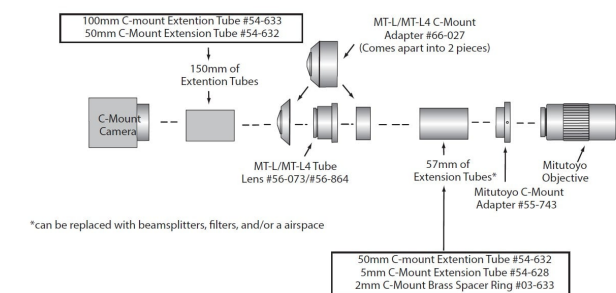 100mm C-mount Extention Tube #54-633
50mm C-Mount Extension Tube #54-632
MT-L/MT-L4 C-Mount
Adapter #66-027
(Comes apart into 2 pieces)
150mm of
Extention Tubes
C-Mount
Camera
MT-L/MT-L4 Tube
Lens #56-073/#56-864
57mm of
Extension Tubes*
Mitutoyo C-Mount
Adapter #55-743
Mitutoyo
Objective
*can be replaced with beamsplitters, filters, and/or a airspace
50mm C-mount Extension Tube #54-632
5mm C-Mount Extension Tube #54-628
2mm C-Mount Brass Spacer Ring #03-633